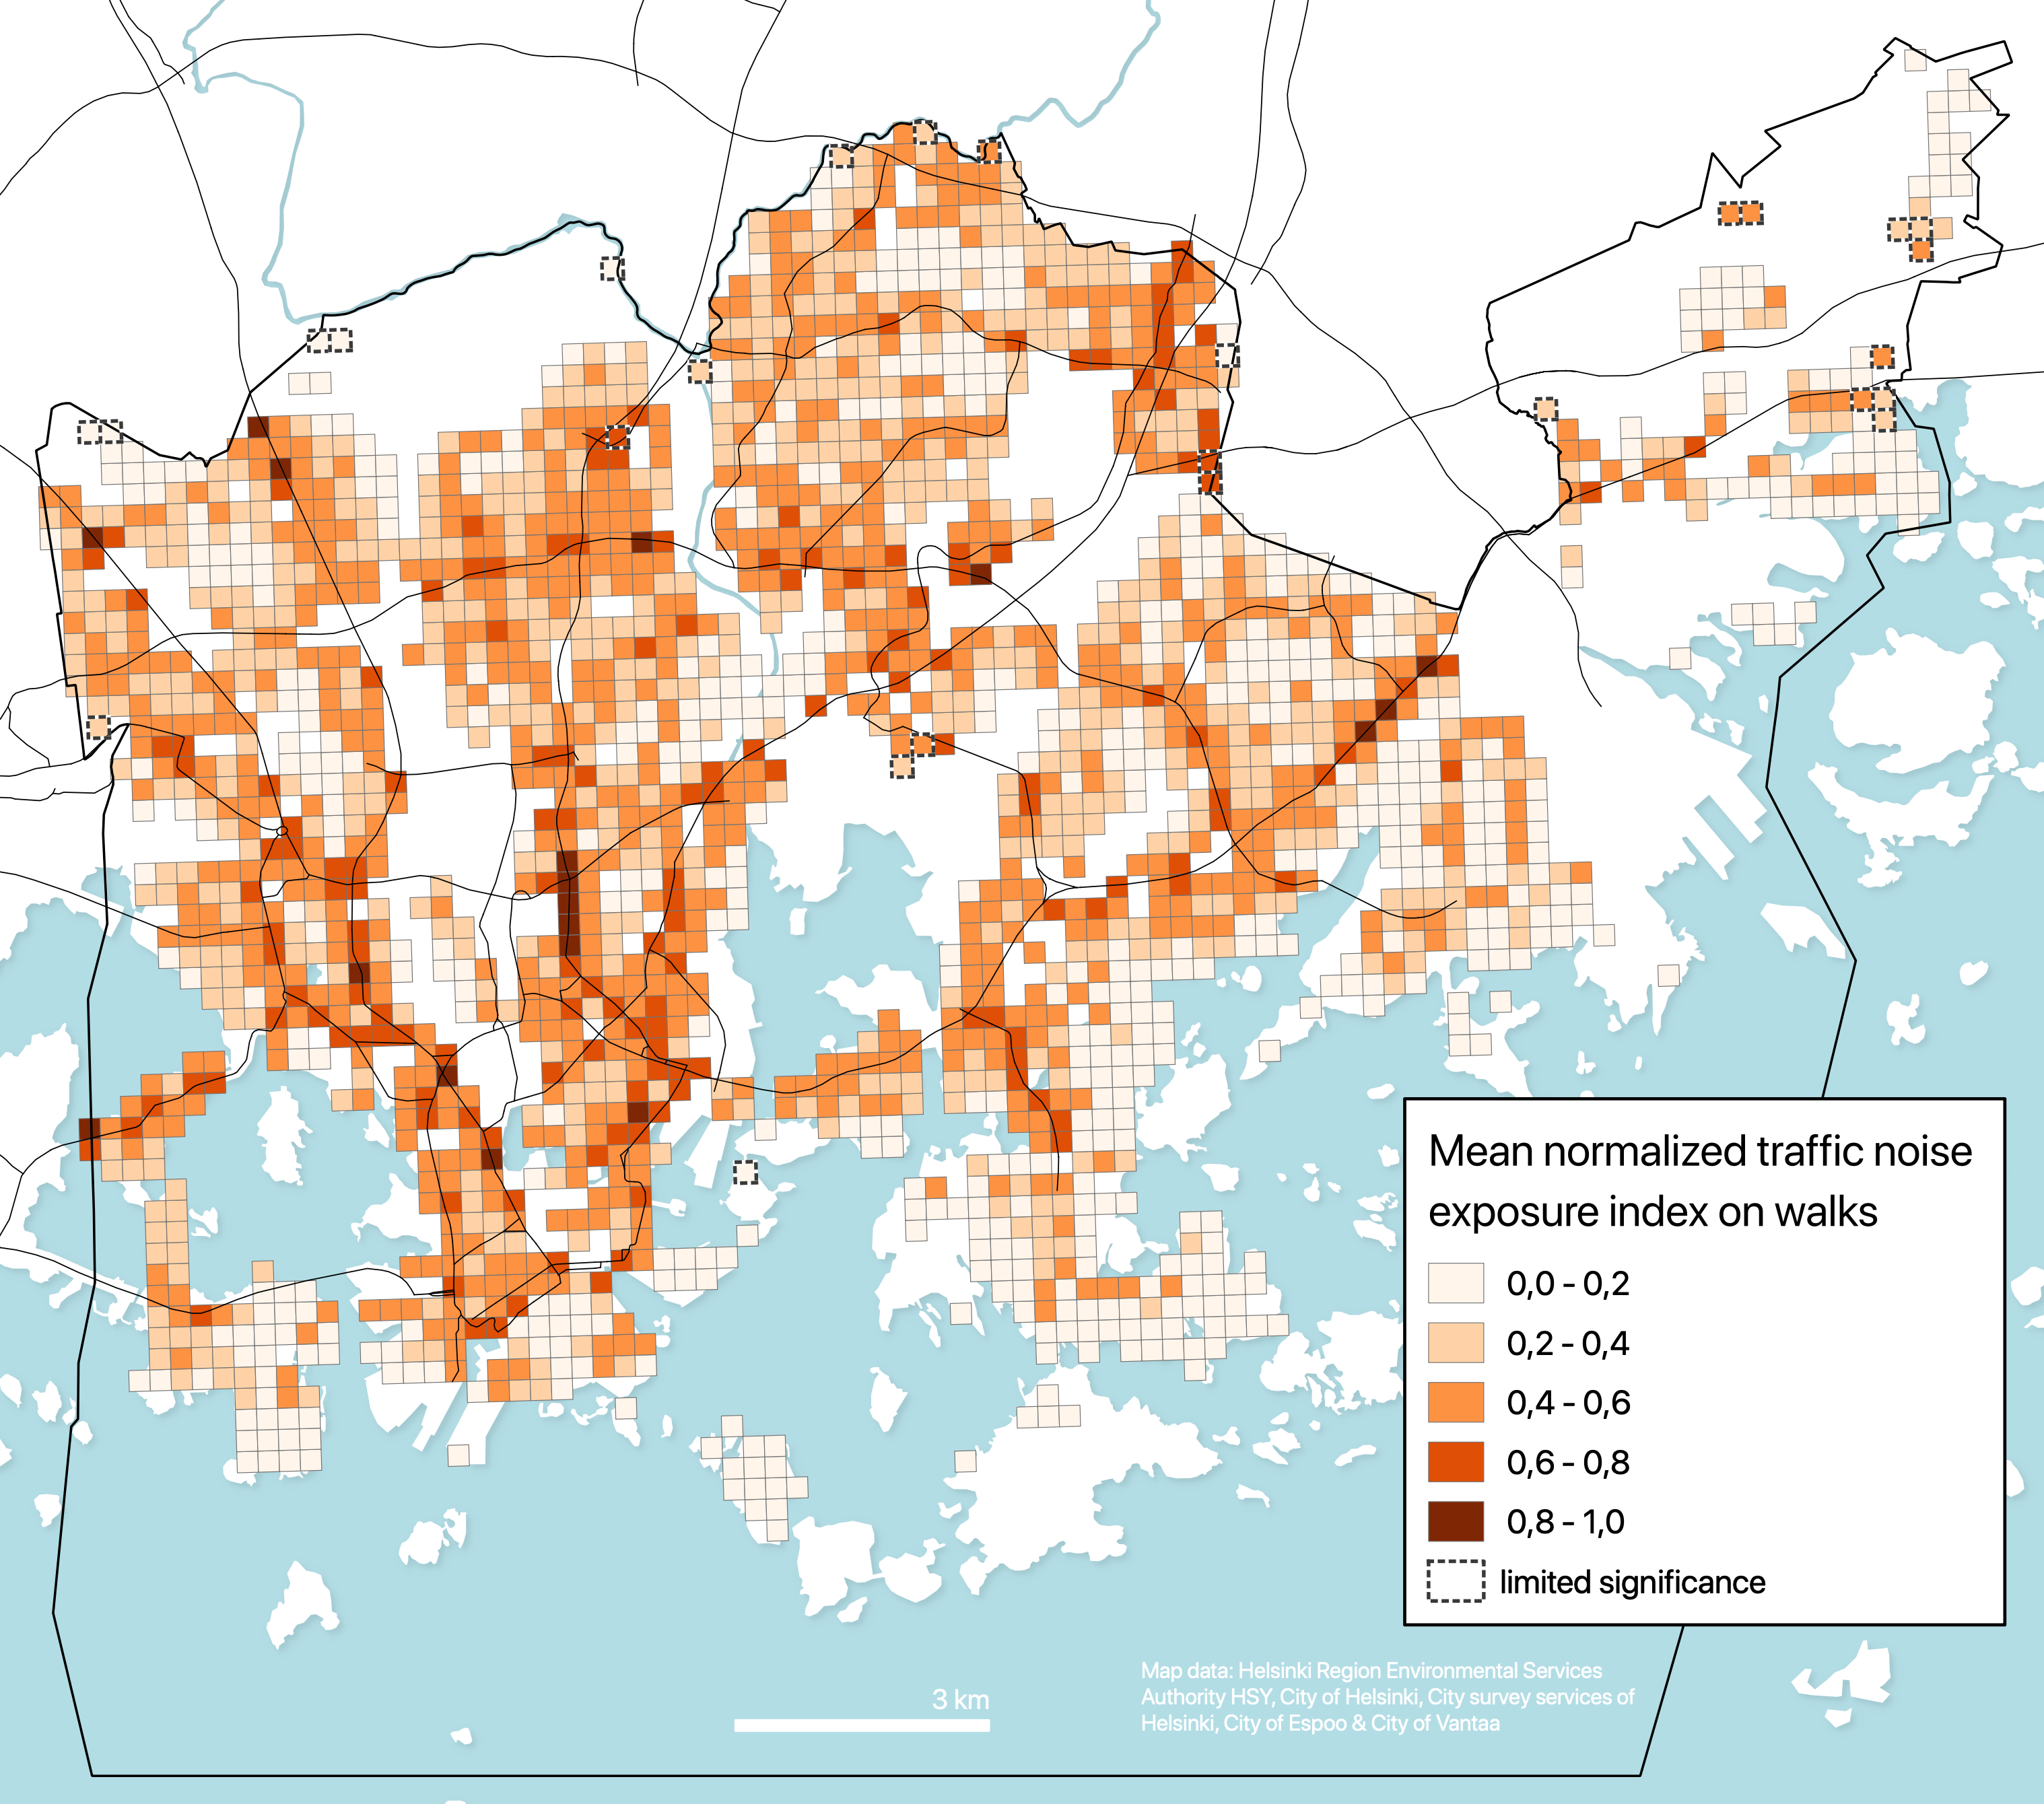 Mean normalized traffic noise
exposure index on walks
0,0 – 0,2
0,2 – 0,4
0,4 – 0,6
0,6 – 0,8
0,8 – 1,0
limited significance
3 km
Map data: Helsinki Region Environmental Services
Authority HSY, City of Helsinki, City survey services of
Helsinki, City of Espoo & City of Vantaa